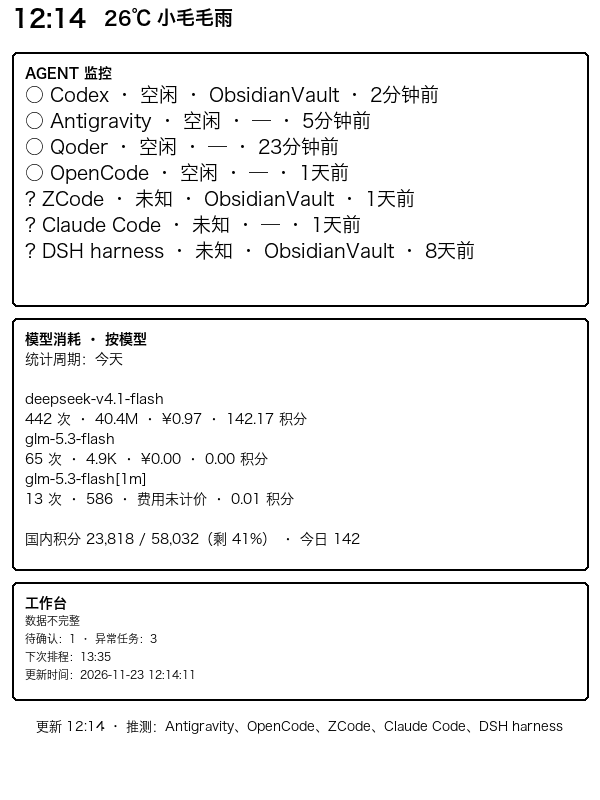 12:14 26℃ 小毛毛雨
AGENT 监控
○ Codex · 空闲 · ObsidianVault · 2分钟前
○ Antigravity · 空闲 · — · 5分钟前
○ Qoder · 空闲 · — · 23分钟前
○ OpenCode · 空闲 · — · 1天前
? ZCode · 未知 · ObsidianVault · 1天前
? Claude Code · 未知 · — · 1天前
? DSH harness · 未知 · ObsidianVault · 8天前
模型消耗 · 按模型
统计周期：今天
deepseek-v4.1-flash
442 次 · 40.4M · ¥0.97 · 142.17 积分
glm-5.3-flash
65 次 · 4.9K · ¥0.00 · 0.00 积分
glm-5.3-flash[1m]
13 次 · 586 · 费用未计价 · 0.01 积分
国内积分 23,818 / 58,032（剩 41%） · 今日 142
工作台
数据不完整
待确认：1 · 异常任务：3
下次排程：13:35
更新时间：2026-11-23 12:14:11
更新 12:14 · 推测：Antigravity、OpenCode、ZCode、Claude Code、DSH harness